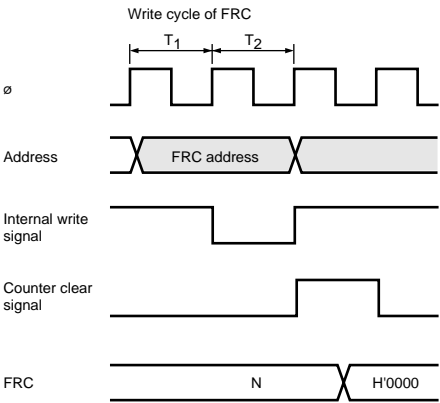 Write cycle of FRC
T1 T2
ø
Address FRC address
Internal write
signal
Counter clear
signal
FRC N H'0000